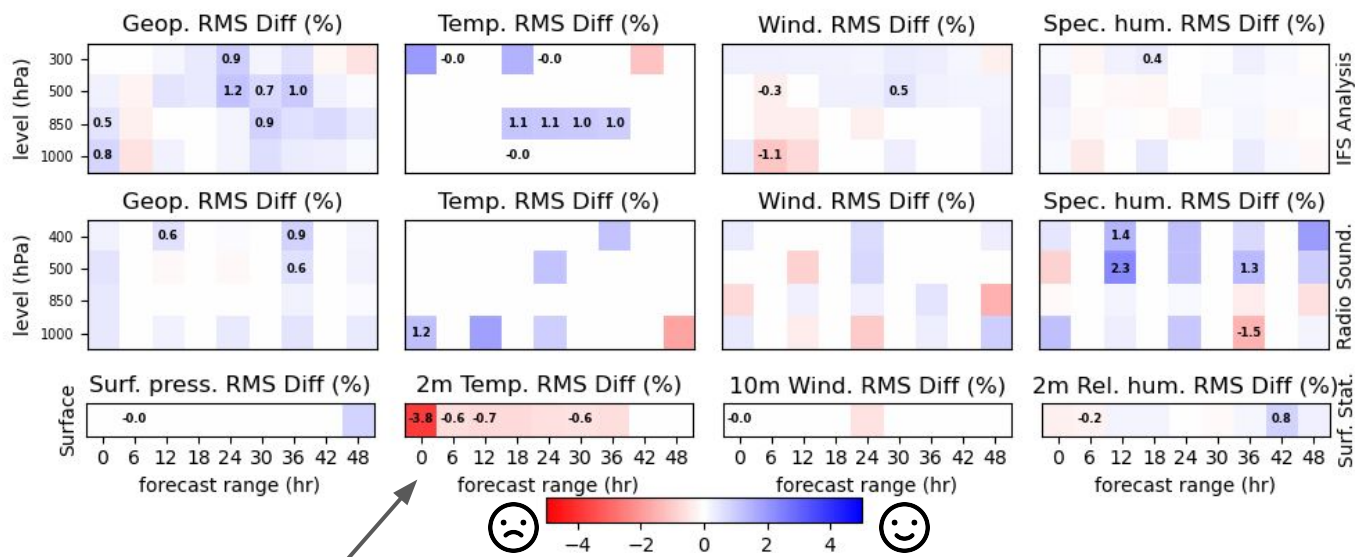 Geop. RMS Diff (%) Temp. RMS Diff (%) Wind. RMS Diff (%) Spec. hum. RMS Diff (%)
level (hPa)
300 0.9 -0.0 -0.0 0.4
500 1.2 0.7 1.0 -0.3 0.5
850 0.5 0.9 1.1 1.1 1.0 1.0
1000 0.8 -0.0 -1.1
IFS Analysis
Geop. RMS Diff (%) Temp. RMS Diff (%) Wind. RMS Diff (%) Spec. hum. RMS Diff (%)
level (hPa)
400 0.6 0.9 1.4
500 0.6 2.3 1.3
850
1000 1.2 -1.5
Radio Sound.
Surf. press. RMS Diff (%) 2m Temp. RMS Diff (%) 10m Wind. RMS Diff (%) 2m Rel. hum. RMS Diff (%)
Surface
-0.0 -3.8 -0.6 -0.7 -0.6 -0.0 -0.2 0.8
Surf. Stat.
0 6 12 18 24 30 36 42 48 0 6 12 18 24 30 36 42 48 0 6 12 18 24 30 36 42 48 0 6 12 18 24 30 36 42 48
forecast range (hr) forecast range (hr) forecast range (hr) forecast range (hr)
−4 −2 0 2 4